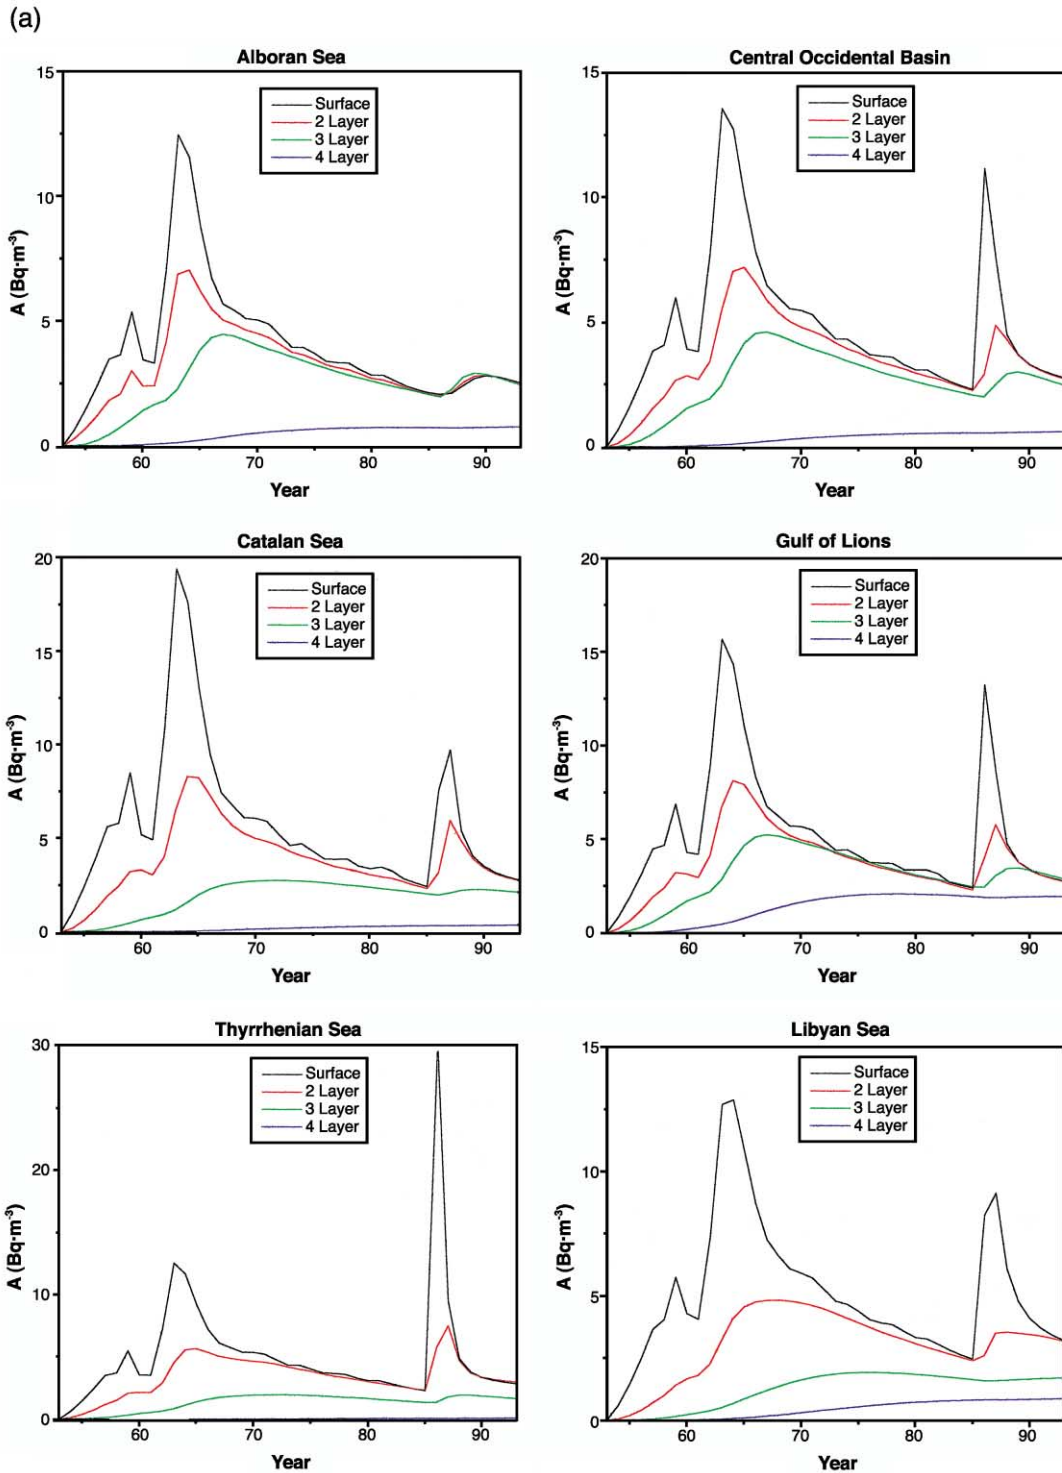 (a)
Alboran Sea
15
10
5
0
A (Bq·m⁻³)
Surface
2 Layer
3 Layer
4 Layer
60 70 80 90
Year
Central Occidental Basin
15
10
5
0
A (Bq·m⁻³)
Surface
2 Layer
3 Layer
4 Layer
60 70 80 90
Year
Catalan Sea
20
15
10
5
0
A (Bq·m⁻³)
Surface
2 Layer
3 Layer
4 Layer
60 70 80 90
Year
Gulf of Lions
20
15
10
5
0
A (Bq·m⁻³)
Surface
2 Layer
3 Layer
4 Layer
60 70 80 90
Year
Thyrrhenian Sea
30
20
10
0
A (Bq·m⁻³)
Surface
2 Layer
3 Layer
4 Layer
60 70 80 90
Year
Libyan Sea
15
10
5
0
A (Bq·m⁻³)
Surface
2 Layer
3 Layer
4 Layer
60 70 80 90
Year